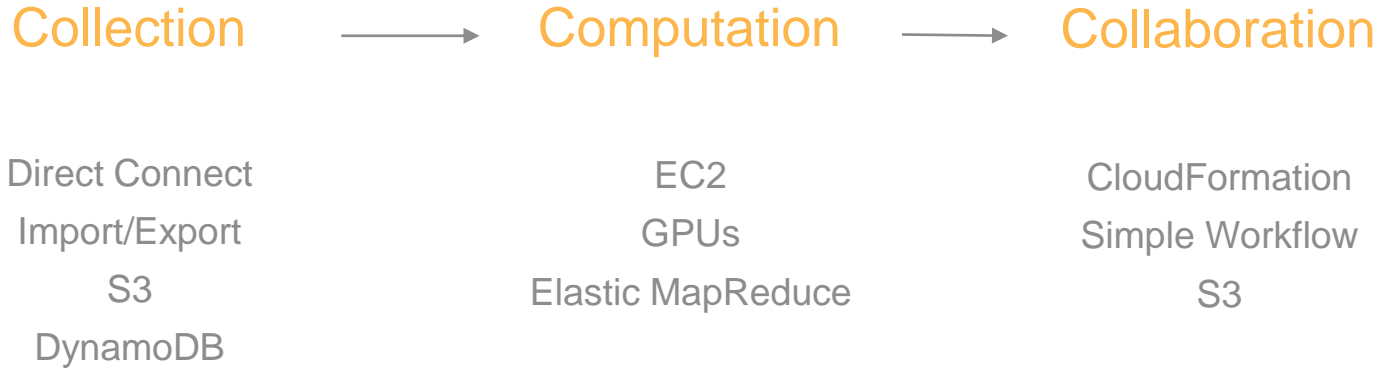 Collection
Computation
Collaboration
Direct Connect
Import/Export
S3
DynamoDB
EC2
GPUs
Elastic MapReduce
CloudFormation
Simple Workflow
S3